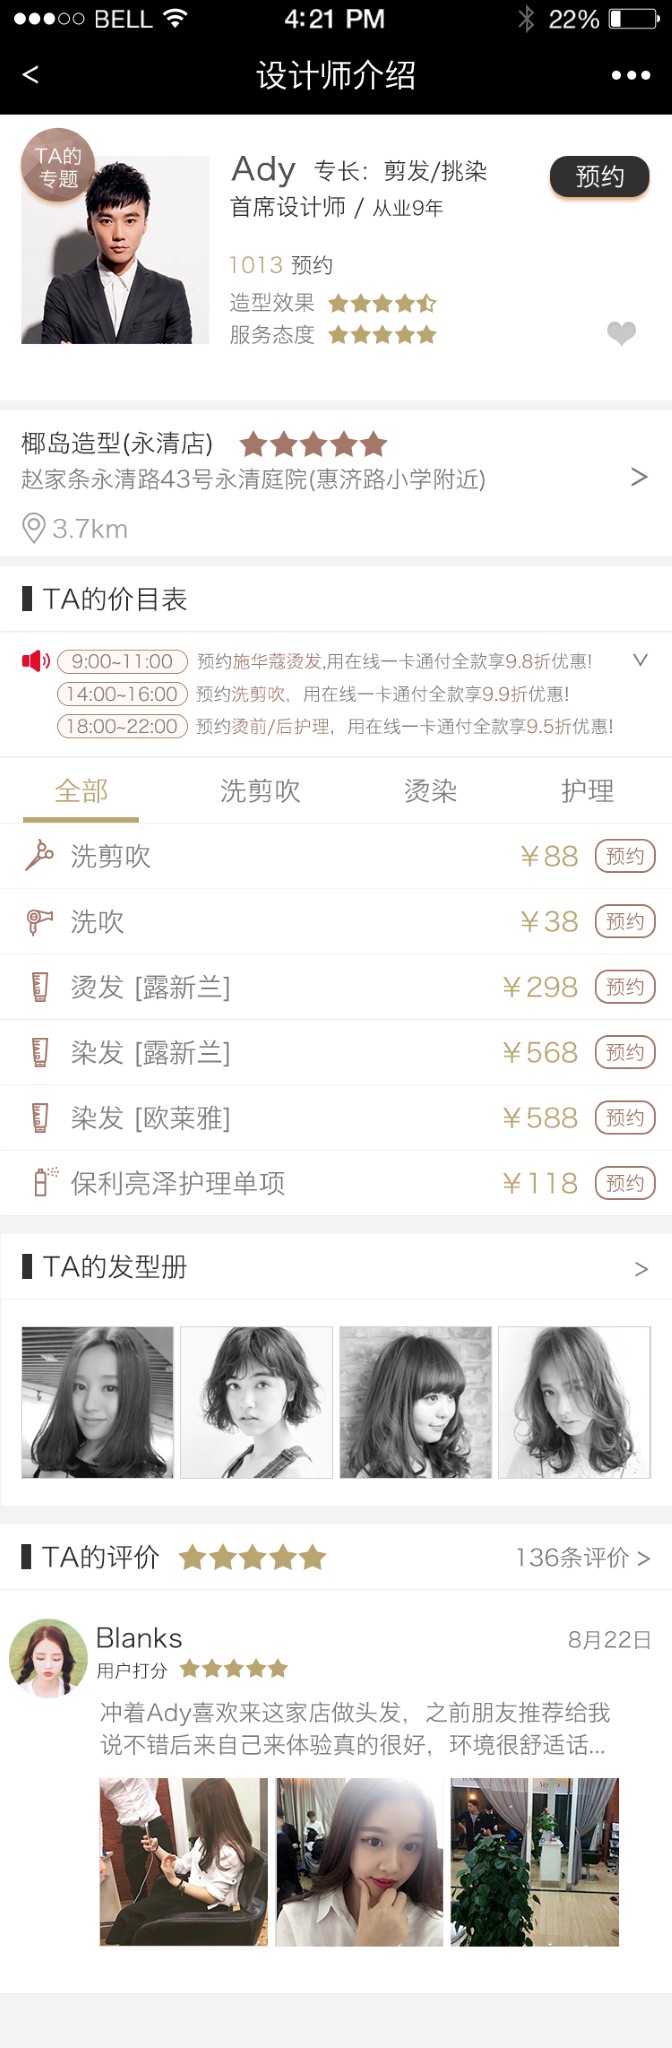 BELL 4:21 PM 22%
< 设计师介绍
TA的
专题
Ady 专长：剪发/挑染 预约
首席设计师 / 从业9年
1013 预约
造型效果
服务态度
椰岛造型(永清店)
赵家条永清路43号永清庭院(惠济路小学附近) >
3.7km
TA的价目表
9:00~11:00 预约施华蔻烫发,用在线一卡通付全款享9.8折优惠!
14:00~16:00 预约洗剪吹，用在线一卡通付全款享9.9折优惠!
18:00~22:00 预约烫前/后护理，用在线一卡通付全款享9.5折优惠!
全部 洗剪吹 烫染 护理
洗剪吹 ￥88 预约
洗吹 ￥38 预约
烫发 [露新兰] ￥298 预约
染发 [露新兰] ￥568 预约
染发 [欧莱雅] ￥588 预约
保利亮泽护理单项 ￥118 预约
TA的发型册 >
TA的评价 136条评价 >
Blanks 8月22日
用户打分
冲着Ady喜欢来这家店做头发，之前朋友推荐给我
说不错后来自己来体验真的很好，环境很舒适话...